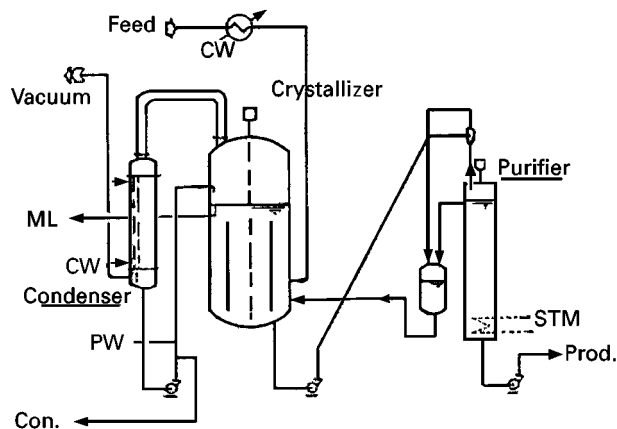 Feed
CW
Crystallizer
Vacuum
Purifier
ML
CW
Condenser
STM
PW
Prod.
Con.